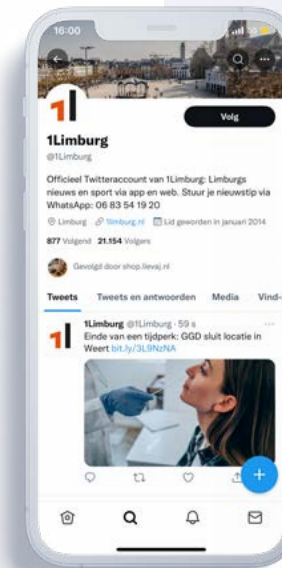 16:00
Volg
1Limburg
@1Limburg
Officieel Twitteraccount van 1Limburg: Limburgs
nieuws en sport via app en web. Stuur je nieuwstip via
WhatsApp: 06 83 54 19 20
Limburg 1limburg.nl Lid geworden in januari 2014
877 Volgend 21.154 Volgers
Gevolgd door shop.llevaj.nl
Tweets Tweets en antwoorden Media Vind-
1Limburg @1Limburg · 59 s
Einde van een tijdperk: GGD sluit locatie in
Weert bit.ly/3L9NzNA